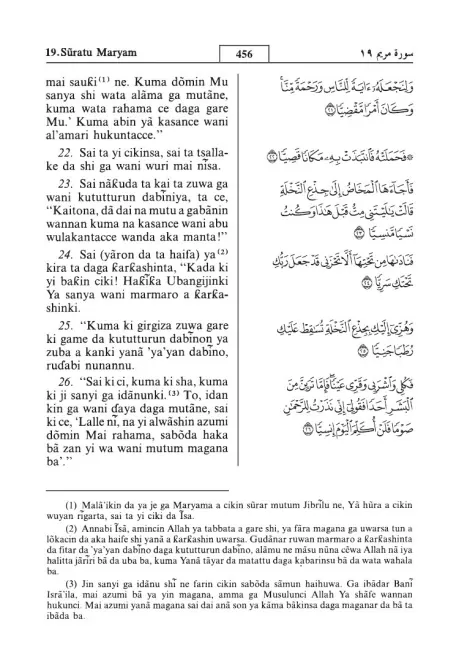 19. Sūratu Maryam
456
سورة مريم ١٩
mai sauƙi⁽¹⁾ ne. Kuma dōmin Mu
sanya shi wata alāma ga mutāne,
kuma wata rahama ce daga gare
Mu.’ Kuma abin yā kasance wani
al’amari hukuntacce.”
22. Sai ta yi cikinsa, sai ta tsalla-
ke da shi ga wani wuri mai nīsa.
23. Sai nāƙuda ta kai ta zuwa ga
wani kututturun dabīniya, ta ce,
“Kaitona, dā dai na mutu a gabānin
wannan kuma na kasance wani abu
wulakantacce wanda aka manta!”
24. Sai (yāron da ta haifa) ya⁽²⁾
kira ta daga ƙarƙashinta, “Kada ki
yi baƙin ciki! Haƙīƙa Ubangijinki
Ya sanya wani marmaro a ƙarƙa-
shinki.
25. “Kuma ki girgiza zuwa gare
ki game da kututturun dabīnon ya
zuba a kanki yanā ’ya’yan dabīno,
ruɗabi nunannu.
26. “Sai ki ci, kuma ki sha, kuma
ki ji sanyi ga idānunki.⁽³⁾ To, idan
kin ga wani ɗaya daga mutāne, sai
ki ce, ‘Lalle nī, na yi alwāshin azumi
dōmin Mai rahama, sabōda haka
bā zan yi wa wani mutum magana
ba’.”
وَلِنَجْعَلَهُۥٓ ءَايَةً لِّلنَّاسِ وَرَحْمَةً مِّنَّا ۚ
وَكَانَ أَمْرًا مَّقْضِيًّا ﴿٢١﴾
۞ فَحَمَلَتْهُ فَٱنتَبَذَتْ بِهِۦ مَكَانًا قَصِيًّا ﴿٢٢﴾
فَأَجَآءَهَا ٱلْمَخَاضُ إِلَىٰ جِذْعِ ٱلنَّخْلَةِ
قَالَتْ يَٰلَيْتَنِى مِتُّ قَبْلَ هَٰذَا وَكُنتُ
نَسْيًا مَّنسِيًّا ﴿٢٣﴾
فَنَادَىٰهَا مِن تَحْتِهَآ أَلَّا تَحْزَنِى قَدْ جَعَلَ رَبُّكِ
تَحْتَكِ سَرِيًّا ﴿٢٤﴾
وَهُزِّىٓ إِلَيْكِ بِجِذْعِ ٱلنَّخْلَةِ تُسَٰقِطْ عَلَيْكِ
رُطَبًا جَنِيًّا ﴿٢٥﴾
فَكُلِى وَٱشْرَبِى وَقَرِّى عَيْنًا ۖ فَإِمَّا تَرَيِنَّ مِنَ
ٱلْبَشَرِ أَحَدًا فَقُولِىٓ إِنِّى نَذَرْتُ لِلرَّحْمَٰنِ
صَوْمًا فَلَنْ أُكَلِّمَ ٱلْيَوْمَ إِنسِيًّا ﴿٢٦﴾
(1) Malā’ikin da ya je ga Maryama a cikin sūrar mutum Jibrīlu ne, Yā hūra a cikin
wuyan rīgarta, sai ta yi ciki da Īsa.
(2) Annabi Īsā, amincin Allah ya tabbata a gare shi, ya fāra magana ga uwarsa tun a
lōkacin da aka haife shi yanā a ƙarƙashin uwarsa. Gudānar ruwan marmaro a ƙarƙashinta
da fitar da ’ya’yan dabīno daga kututturun dabīno, alāmu ne māsu nūna cēwa Allah nā iya
halitta jārīri bā da uba ba, kuma Yanā tāyar da matattu daga kabarinsu bā da wata wahala
ba.
(3) Jin sanyi ga idānu shī ne farin cikin sabōda sāmun haihuwa. Ga ibādar Banī
Isrā’īla, mai azumi bā ya yin magana, amma ga Musulunci Allah Ya shāfe wannan
hukunci. Mai azumi yanā magana sai dai anā son ya kāma bākinsa daga maganar da bā ta
ibāda ba.